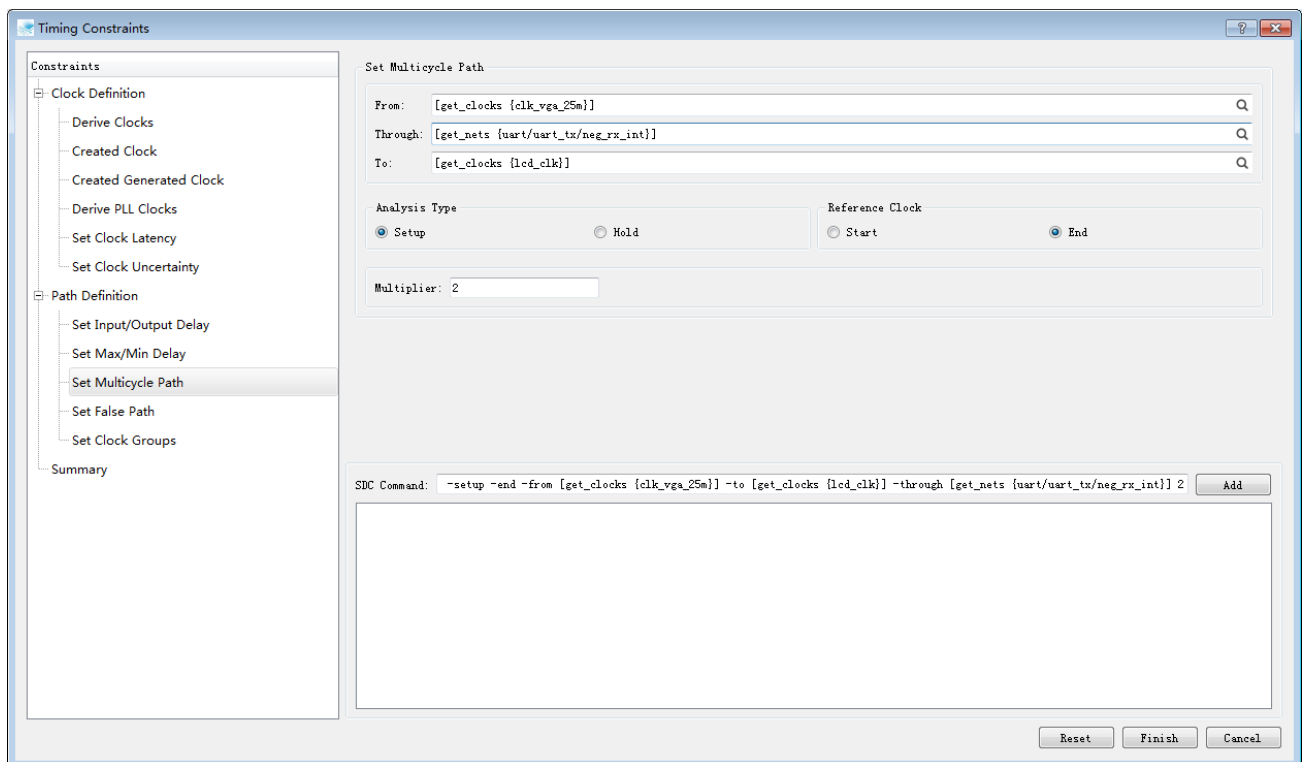 Timing Constraints
Constraints
Clock Definition
Derive Clocks
Created Clock
Created Generated Clock
Derive PLL Clocks
Set Clock Latency
Set Clock Uncertainty
Path Definition
Set Input/Output Delay
Set Max/Min Delay
Set Multicycle Path
Set False Path
Set Clock Groups
Summary
Set Multicycle Path
From: [get_clocks {clk_vga_25m}]
Through: [get_nets {uart/uart_tx/neg_rx_int}]
To: [get_clocks {lcd_clk}]
Analysis Type
Setup Hold
Reference Clock
Start End
Multiplier: 2
SDC Command: -setup -end -from [get_clocks {clk_vga_25m}] -to [get_clocks {lcd_clk}] -through [get_nets {uart/uart_tx/neg_rx_int}] 2 Add
Reset Finish Cancel